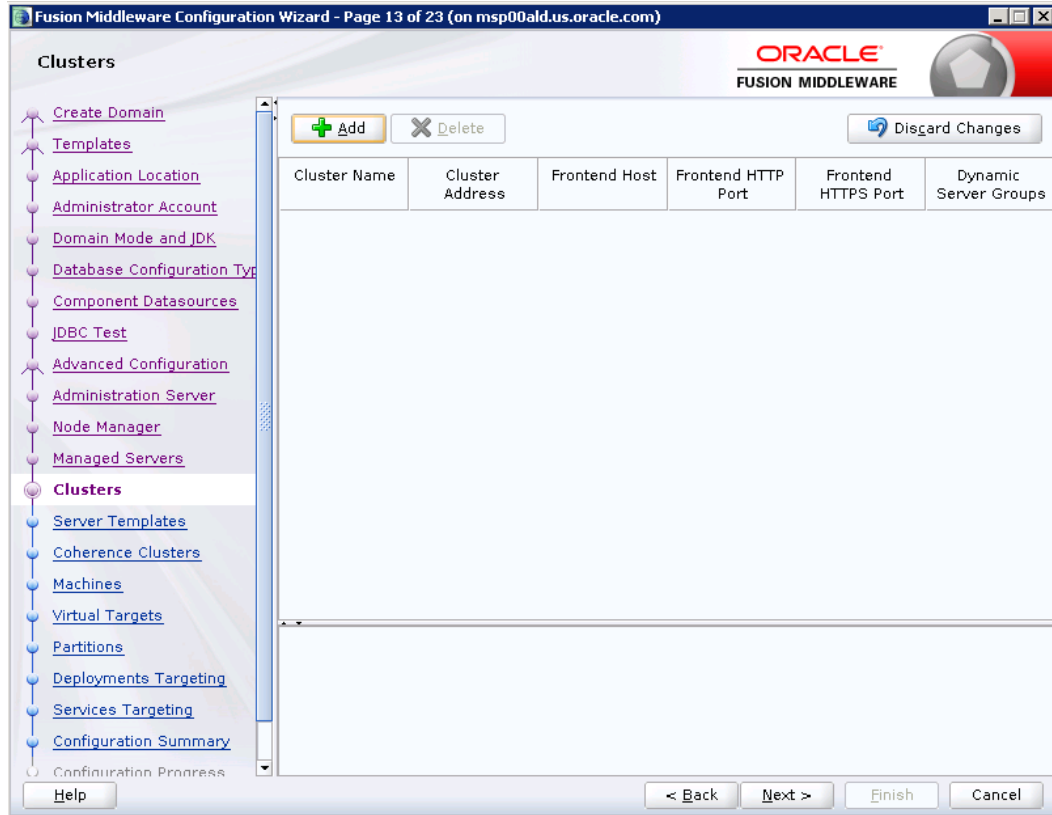 Fusion Middleware Configuration Wizard - Page 13 of 23 (on msp00ald.us.oracle.com)
Clusters
ORACLE
FUSION MIDDLEWARE
Create Domain
Templates
Application Location
Administrator Account
Domain Mode and JDK
Database Configuration Typ
Component Datasources
JDBC Test
Advanced Configuration
Administration Server
Node Manager
Managed Servers
Clusters
Server Templates
Coherence Clusters
Machines
Virtual Targets
Partitions
Deployments Targeting
Services Targeting
Configuration Summary
Configuration Progress
Add
Delete
Discard Changes
Cluster Name
Cluster
Address
Frontend Host
Frontend HTTP
Port
Frontend
HTTPS Port
Dynamic
Server Groups
Help
< Back
Next >
Finish
Cancel